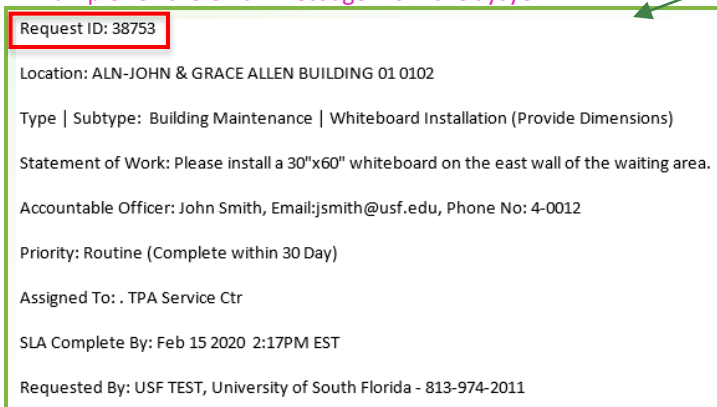 Request ID: 38753
Location: ALN-JOHN & GRACE ALLEN BUILDING 01 0102
Type | Subtype:  Building Maintenance | Whiteboard Installation (Provide Dimensions)
Statement of Work: Please install a 30"x60" whiteboard on the east wall of the waiting area.
Accountable Officer: John Smith, Email:jsmith@usf.edu, Phone No: 4-0012
Priority: Routine (Complete within 30 Day)
Assigned To: . TPA Service Ctr
SLA Complete By: Feb 15 2020  2:17PM EST
Requested By: USF TEST, University of South Florida - 813-974-2011